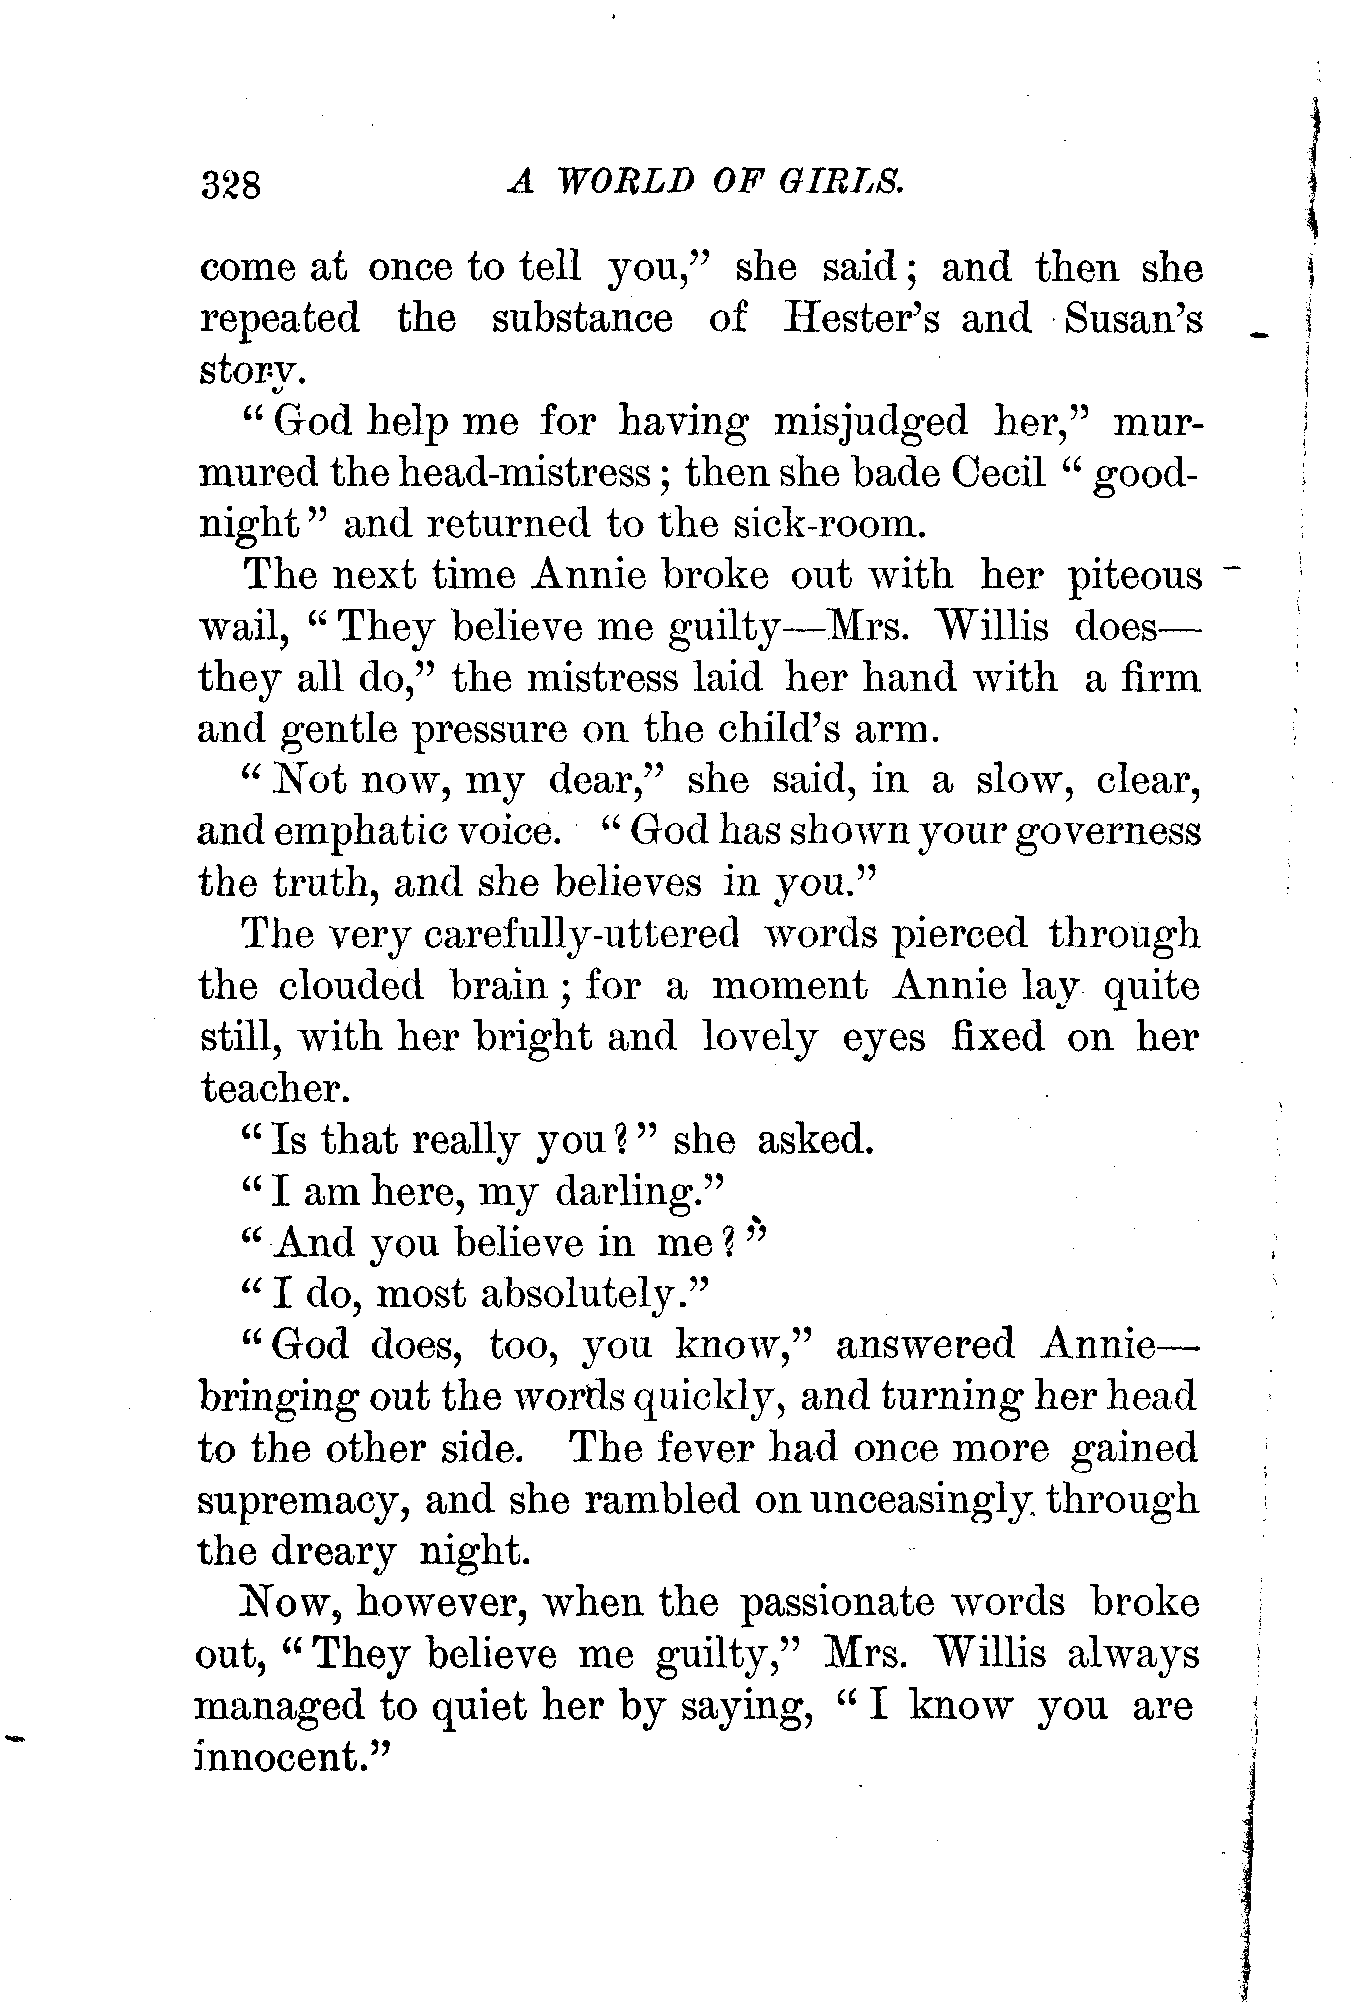 328 A WORLD OF GIRLS.
come at once to tell you,” she said; and then she
repeated the substance of Hester’s and Susan’s
story.
“God help me for having misjudged her,” mur-
mured the head-mistress; then she bade Cecil “good-
night” and returned to the sick-room.
The next time Annie broke out with her piteous
wail, “They believe me guilty—Mrs. Willis does—
they all do,” the mistress laid her hand with a firm
and gentle pressure on the child’s arm.
“Not now, my dear,” she said, in a slow, clear,
and emphatic voice. “God has shown your governess
the truth, and she believes in you.”
The very carefully-uttered words pierced through
the clouded brain; for a moment Annie lay quite
still, with her bright and lovely eyes fixed on her
teacher.
“Is that really you?” she asked.
“I am here, my darling.”
“And you believe in me?”
“I do, most absolutely.”
“God does, too, you know,” answered Annie—
bringing out the words quickly, and turning her head
to the other side. The fever had once more gained
supremacy, and she rambled on unceasingly through
the dreary night.
Now, however, when the passionate words broke
out, “They believe me guilty,” Mrs. Willis always
managed to quiet her by saying, “I know you are
innocent.”